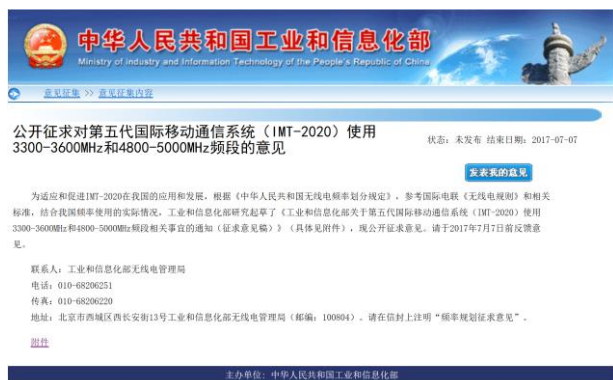 中华人民共和国工业和信息化部
Ministry of industry and Information Technology of the People's Republic of China
意见征集 >> 意见征集内容
公开征求对第五代国际移动通信系统（IMT-2020）使用
3300-3600MHz和4800-5000MHz频段的意见
状态：未发布 结束日期：2017-07-07
发表我的意见
为适应和促进IMT-2020在我国的应用和发展，根据《中华人民共和国无线电频率划分规定》，参考国际电联《无线电规则》和相关
标准，结合我国频率使用的实际情况，工业和信息化部研究起草了《工业和信息化部关于第五代国际移动通信系统（IMT-2020）使用
3300-3600MHz和4800-5000MHz频段相关事宜的通知（征求意见稿）》（具体见附件），现公开征求意见。请于2017年7月7日前反馈意
见。
联系人：工业和信息化部无线电管理局
电话：010-68206251
传真：010-68206220
地址：北京市西城区西长安街13号工业和信息化部无线电管理局（邮编：100804）。请在信封上注明“频率规划征求意见”。
附件
主办单位：中华人民共和国工业和信息化部